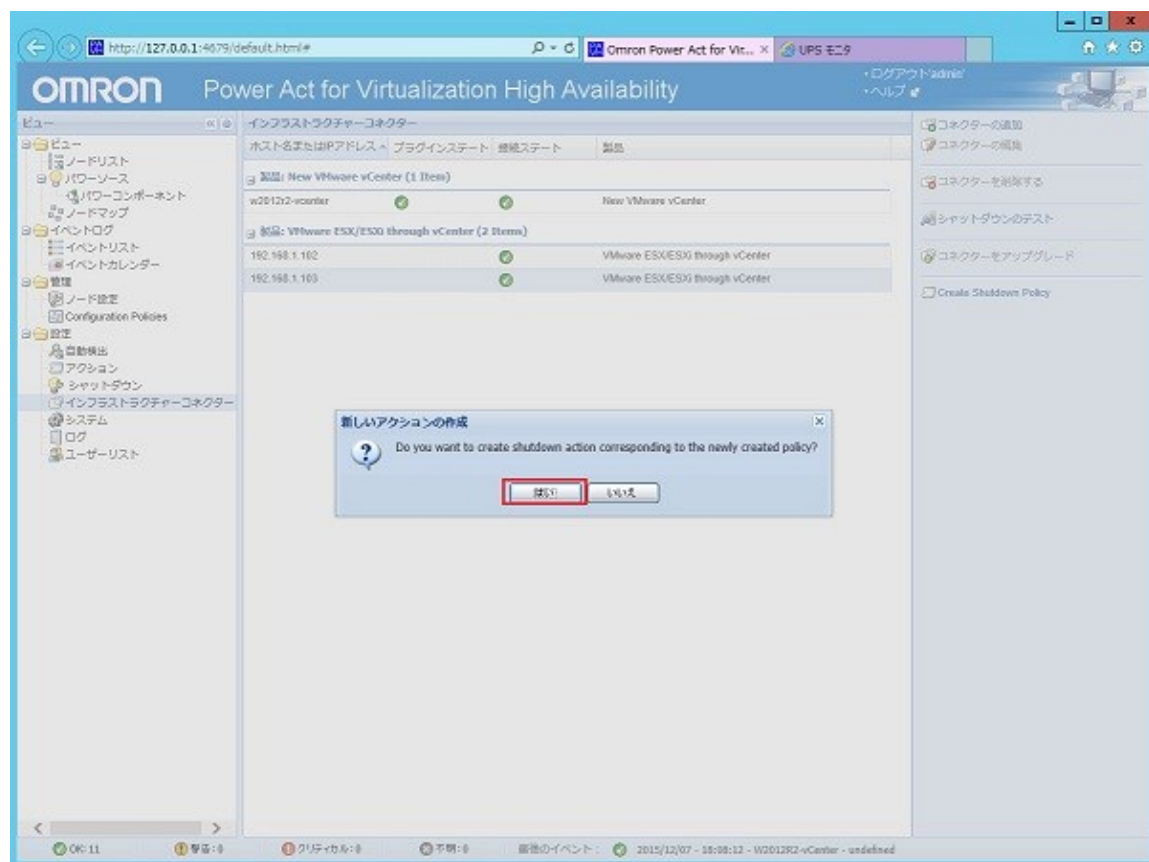 http://127.0.0.1:4679/default.html#
Omron Power Act for Vir...
UPS モニタ
OMRON
Power Act for Virtualization High Availability
ログアウト'admin'
ヘルプ
ビュー
ビュー
ノードリスト
パワーソース
パワーコンポーネント
ノードマップ
イベントログ
イベントリスト
イベントカレンダー
管理
ノード設定
Configuration Policies
設定
自動検出
アクション
シャットダウン
インフラストラクチャーコネクター
システム
ログ
ユーザーリスト
インフラストラクチャーコネクター
ホスト名またはIPアドレス プラグインステート 接続ステート 製品
製品: New VMware vCenter (1 Item)
w2012r2-vcenter New VMware vCenter
製品: VMware ESX/ESXi through vCenter (2 Items)
192.168.1.102 VMware ESX/ESXi through vCenter
192.168.1.103 VMware ESX/ESXi through vCenter
コネクターの追加
コネクターの編集
コネクターを削除する
シャットダウンのテスト
コネクターをアップグレード
Create Shutdown Policy
新しいアクションの作成
Do you want to create shutdown action corresponding to the newly created policy?
はい
いいえ
OK: 11 警告: 0 クリティカル: 0 不明: 0 最後のイベント: 2015/12/07 - 18:08:12 - W2012R2-vCenter - undefined